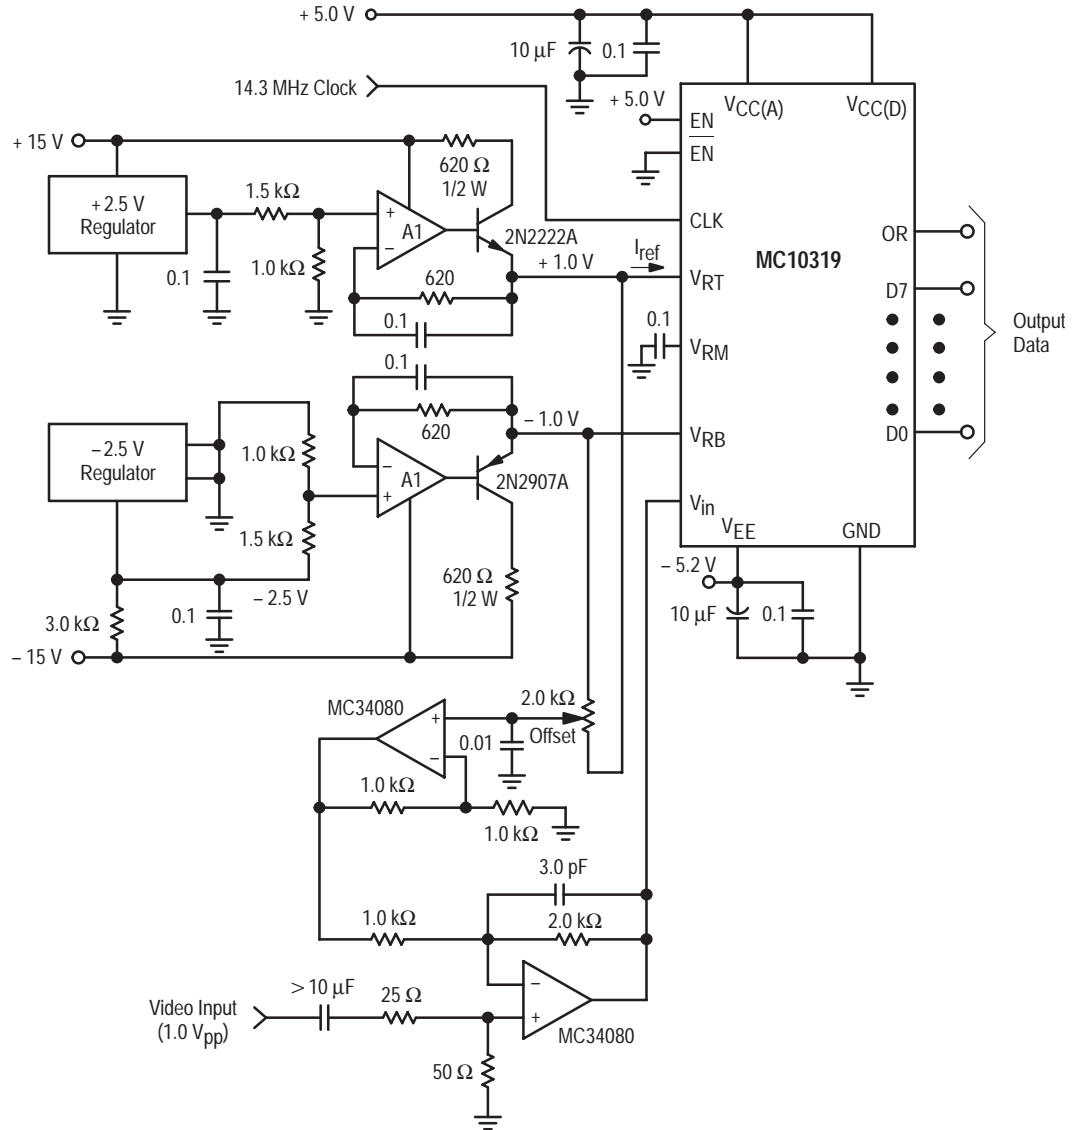 + 5.0 V
10 µF
0.1
14.3 MHz Clock
+ 5.0 V
VCC(A)
VCC(D)
EN
EN
+ 15 V
620 Ω
1/2 W
+ 2.5 V
Regulator
1.5 kΩ
+
A1
−
2N2222A
CLK
MC10319
OR
Iref
+ 1.0 V
VRT
0.1
1.0 kΩ
620
0.1
D7
0.1
VRM
Output
Data
0.1
620
− 1.0 V
VRB
D0
− 2.5 V
Regulator
1.0 kΩ
−
A1
+
2N2907A
Vin
VEE
GND
1.5 kΩ
620 Ω
1/2 W
− 5.2 V
3.0 kΩ
0.1
− 2.5 V
10 µF
0.1
− 15 V
MC34080
+
−
2.0 kΩ
Offset
0.01
1.0 kΩ
1.0 kΩ
3.0 pF
1.0 kΩ
2.0 kΩ
> 10 µF
25 Ω
−
+
MC34080
Video Input
(1.0 Vpp)
50 Ω